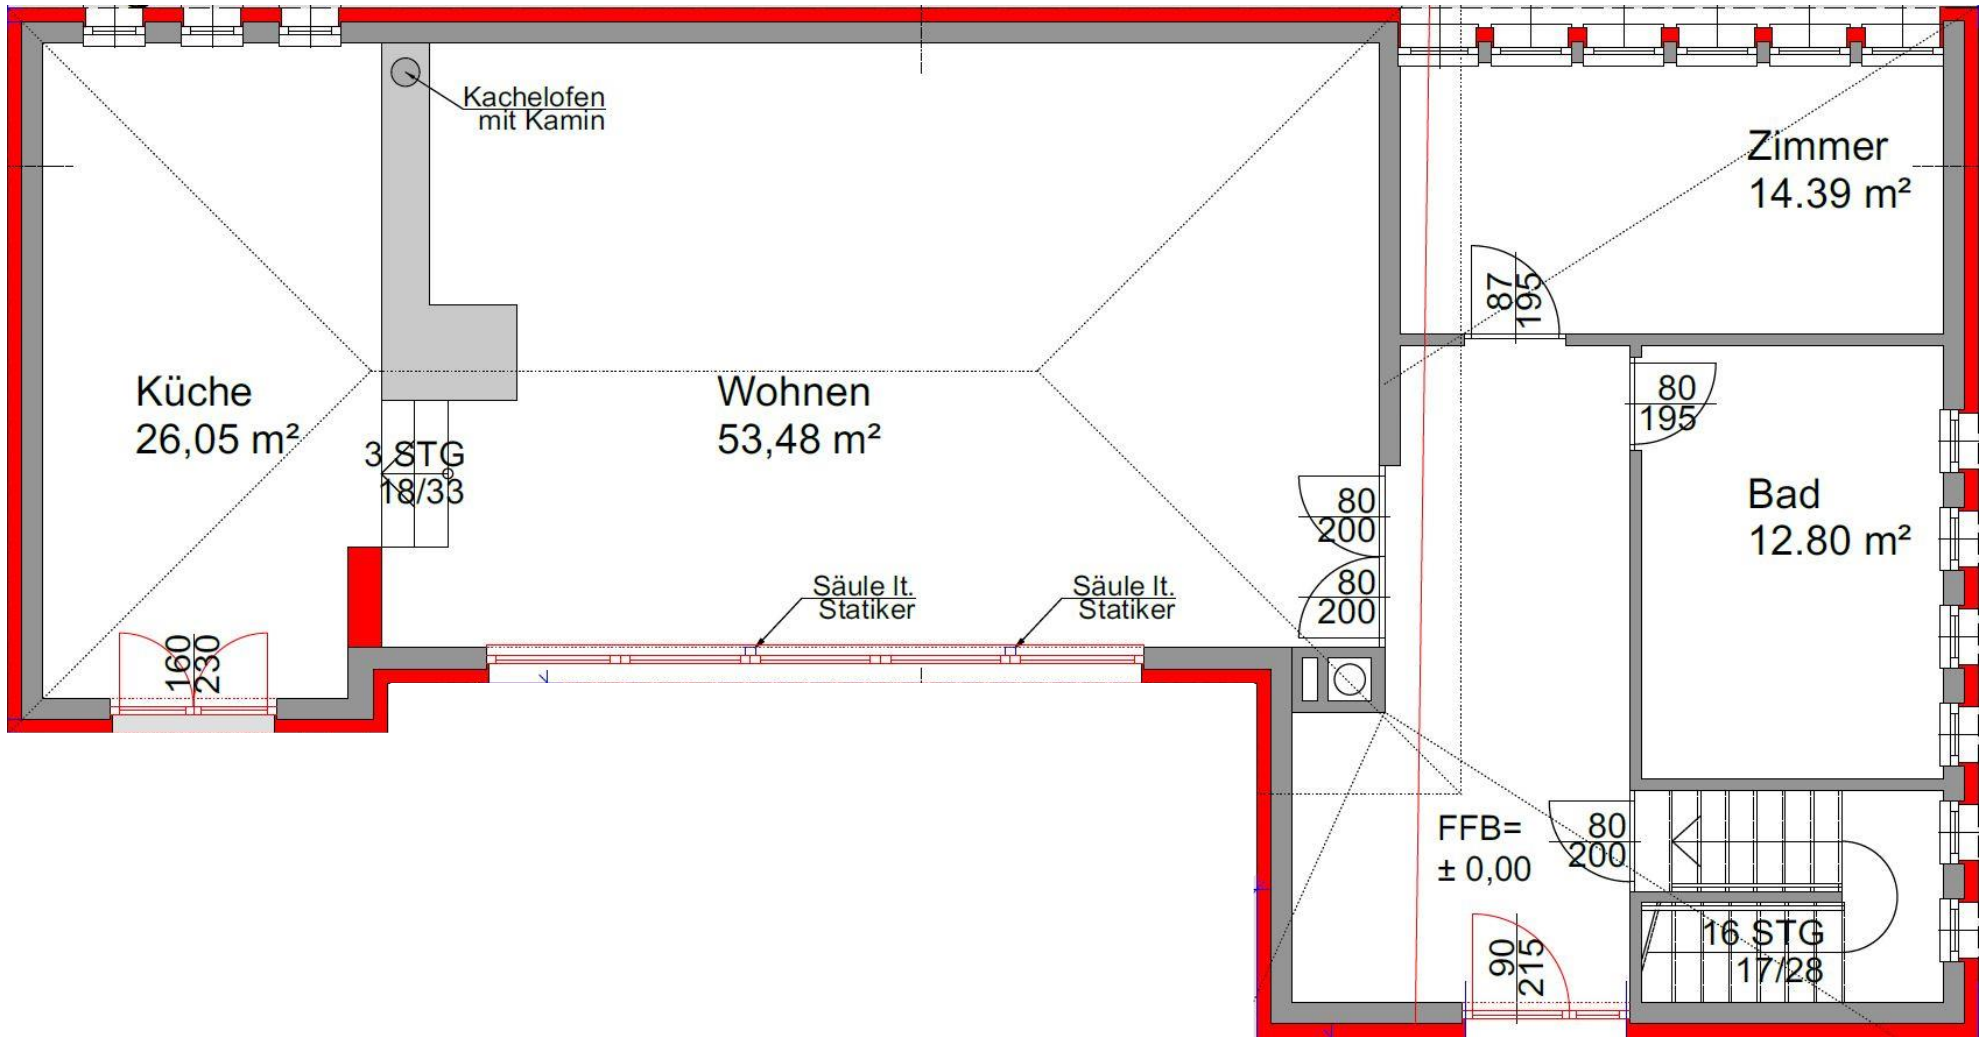 Kachelofen
mit Kamin
Zimmer
14.39 m²
87
195
Küche
26,05 m²
Wohnen
53,48 m²
80
195
3 STG
18/33
80
200
Bad
12.80 m²
80
200
Säule lt.
Statiker
Säule lt.
Statiker
160
230
FFB=
± 0,00
80
200
90
215
16 STG
17/28